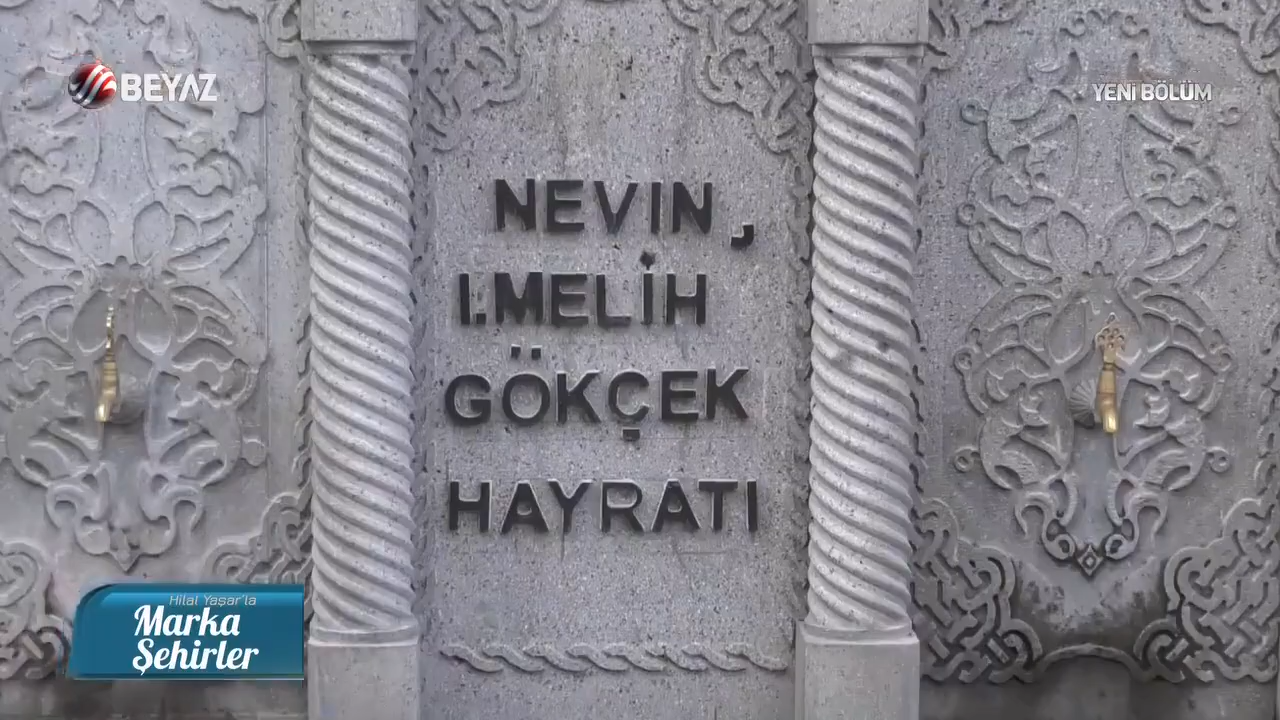 BEYAZ
YENİ BÖLÜM
NEVIN,
I.MELİH
GÖKÇEK
HAYRATI
Hilal Yaşar'la
Marka
Şehirler